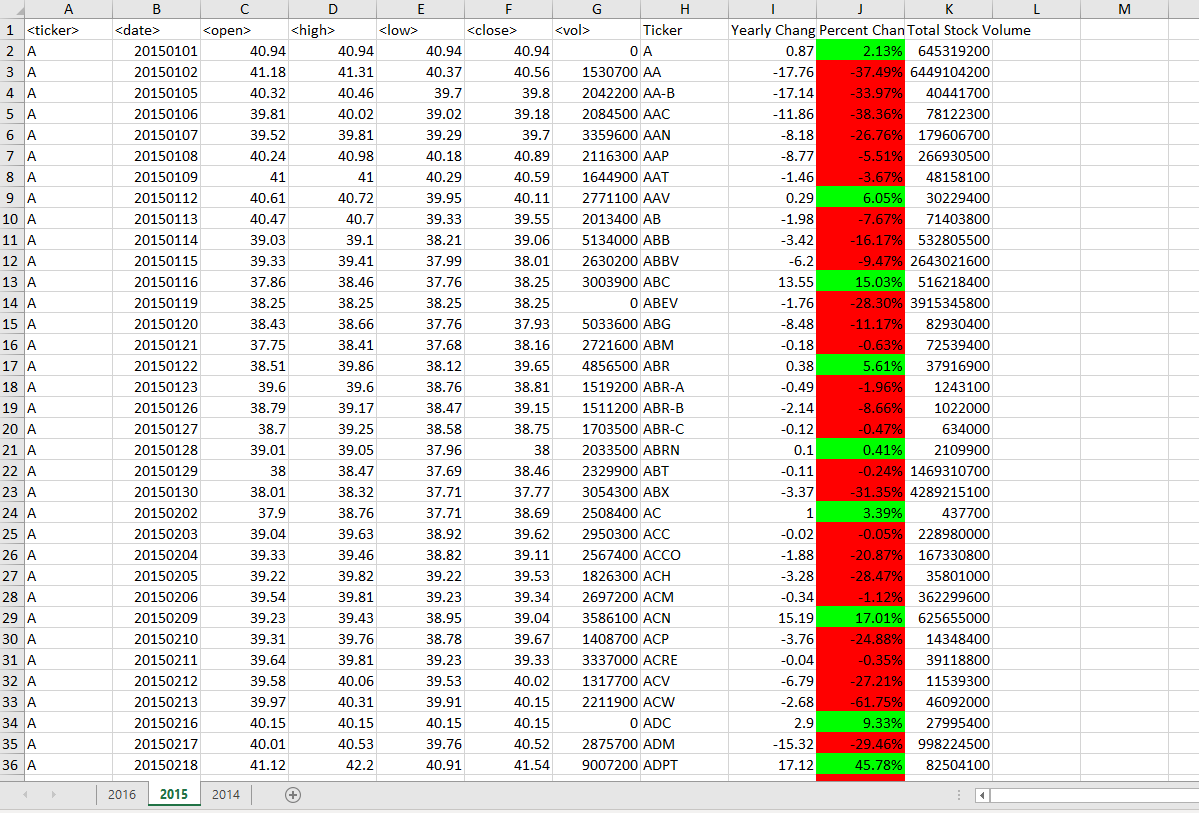 A B C D E F G H I J K L M
1 <ticker> <date> <open> <high> <low> <close> <vol> Ticker Yearly Chang Percent Chan Total Stock Volume
2 A 20150101 40.94 40.94 40.94 40.94 0 A 0.87 2.13% 645319200
3 A 20150102 41.18 41.31 40.37 40.56 1530700 AA -17.76 -37.49% 6449104200
4 A 20150105 40.32 40.46 39.7 39.8 2042200 AA-B -17.14 -33.97% 40441700
5 A 20150106 39.81 40.02 39.02 39.18 2084500 AAC -11.86 -38.36% 78122300
6 A 20150107 39.52 39.81 39.29 39.7 3359600 AAN -8.18 -26.76% 179606700
7 A 20150108 40.24 40.98 40.18 40.89 2116300 AAP -8.77 -5.51% 266930500
8 A 20150109 41 41 40.29 40.59 1644900 AAT -1.46 -3.67% 48158100
9 A 20150112 40.61 40.72 39.95 40.11 2771100 AAV 0.29 6.05% 30229400
10 A 20150113 40.47 40.7 39.33 39.55 2013400 AB -1.98 -7.67% 71403800
11 A 20150114 39.03 39.1 38.21 39.06 5134000 ABB -3.42 -16.17% 532805500
12 A 20150115 39.33 39.41 37.99 38.01 2630200 ABBV -6.2 -9.47% 2643021600
13 A 20150116 37.86 38.46 37.76 38.25 3003900 ABC 13.55 15.03% 516218400
14 A 20150119 38.25 38.25 38.25 38.25 0 ABEV -1.76 -28.30% 3915345800
15 A 20150120 38.43 38.66 37.76 37.93 5033600 ABG -8.48 -11.17% 82930400
16 A 20150121 37.75 38.41 37.68 38.16 2721600 ABM -0.18 -0.63% 72539400
17 A 20150122 38.51 39.86 38.12 39.65 4856500 ABR 0.38 5.61% 37916900
18 A 20150123 39.6 39.6 38.76 38.81 1519200 ABR-A -0.49 -1.96% 1243100
19 A 20150126 38.79 39.17 38.47 39.15 1511200 ABR-B -2.14 -8.66% 1022000
20 A 20150127 38.7 39.25 38.58 38.75 1703500 ABR-C -0.12 -0.47% 634000
21 A 20150128 39.01 39.05 37.96 38 2033500 ABRN 0.1 0.41% 2109900
22 A 20150129 38 38.47 37.69 38.46 2329900 ABT -0.11 -0.24% 1469310700
23 A 20150130 38.01 38.32 37.71 37.77 3054300 ABX -3.37 -31.35% 4289215100
24 A 20150202 37.9 38.76 37.71 38.69 2508400 AC 1 3.39% 437700
25 A 20150203 39.04 39.63 38.92 39.62 2950300 ACC -0.02 -0.05% 228980000
26 A 20150204 39.33 39.46 38.82 39.11 2567400 ACCO -1.88 -20.87% 167330800
27 A 20150205 39.22 39.82 39.22 39.53 1826300 ACH -3.28 -28.47% 35801000
28 A 20150206 39.54 39.81 39.23 39.34 2697200 ACM -0.34 -1.12% 362299600
29 A 20150209 39.23 39.43 38.95 39.04 3586100 ACN 15.19 17.01% 625655000
30 A 20150210 39.31 39.76 38.78 39.67 1408700 ACP -3.76 -24.88% 14348400
31 A 20150211 39.64 39.81 39.23 39.33 3337000 ACRE -0.04 -0.35% 39118800
32 A 20150212 39.58 40.06 39.53 40.02 1317700 ACV -6.79 -27.21% 11539300
33 A 20150213 39.97 40.31 39.91 40.15 2211900 ACW -2.68 -61.75% 46092000
34 A 20150216 40.15 40.15 40.15 40.15 0 ADC 2.9 9.33% 27995400
35 A 20150217 40.01 40.53 39.76 40.52 2875700 ADM -15.32 -29.46% 998224500
36 A 20150218 41.12 42.2 40.91 41.54 9007200 ADPT 17.12 45.78% 82504100
2016 2015 2014